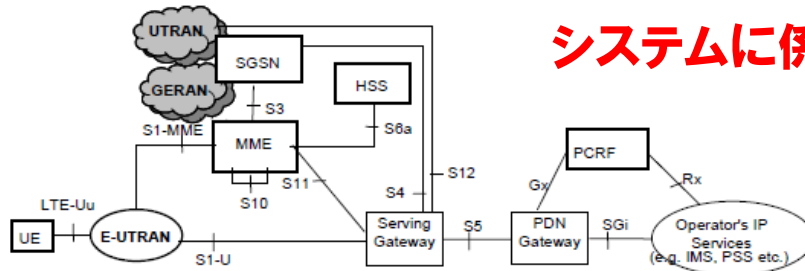 システムに
UTRAN
SGSN
GERAN
HSS
S3
S1-MME
S6a
MME
PCRF
S12
S11
Gx
Rx
S10
S4
LTE-Uu
UE
E-UTRAN
Serving
Gateway
S5
PDN
Gateway
SGi
Operator's IP
Services
(e.g. IMS, PSS etc.)
S1-U